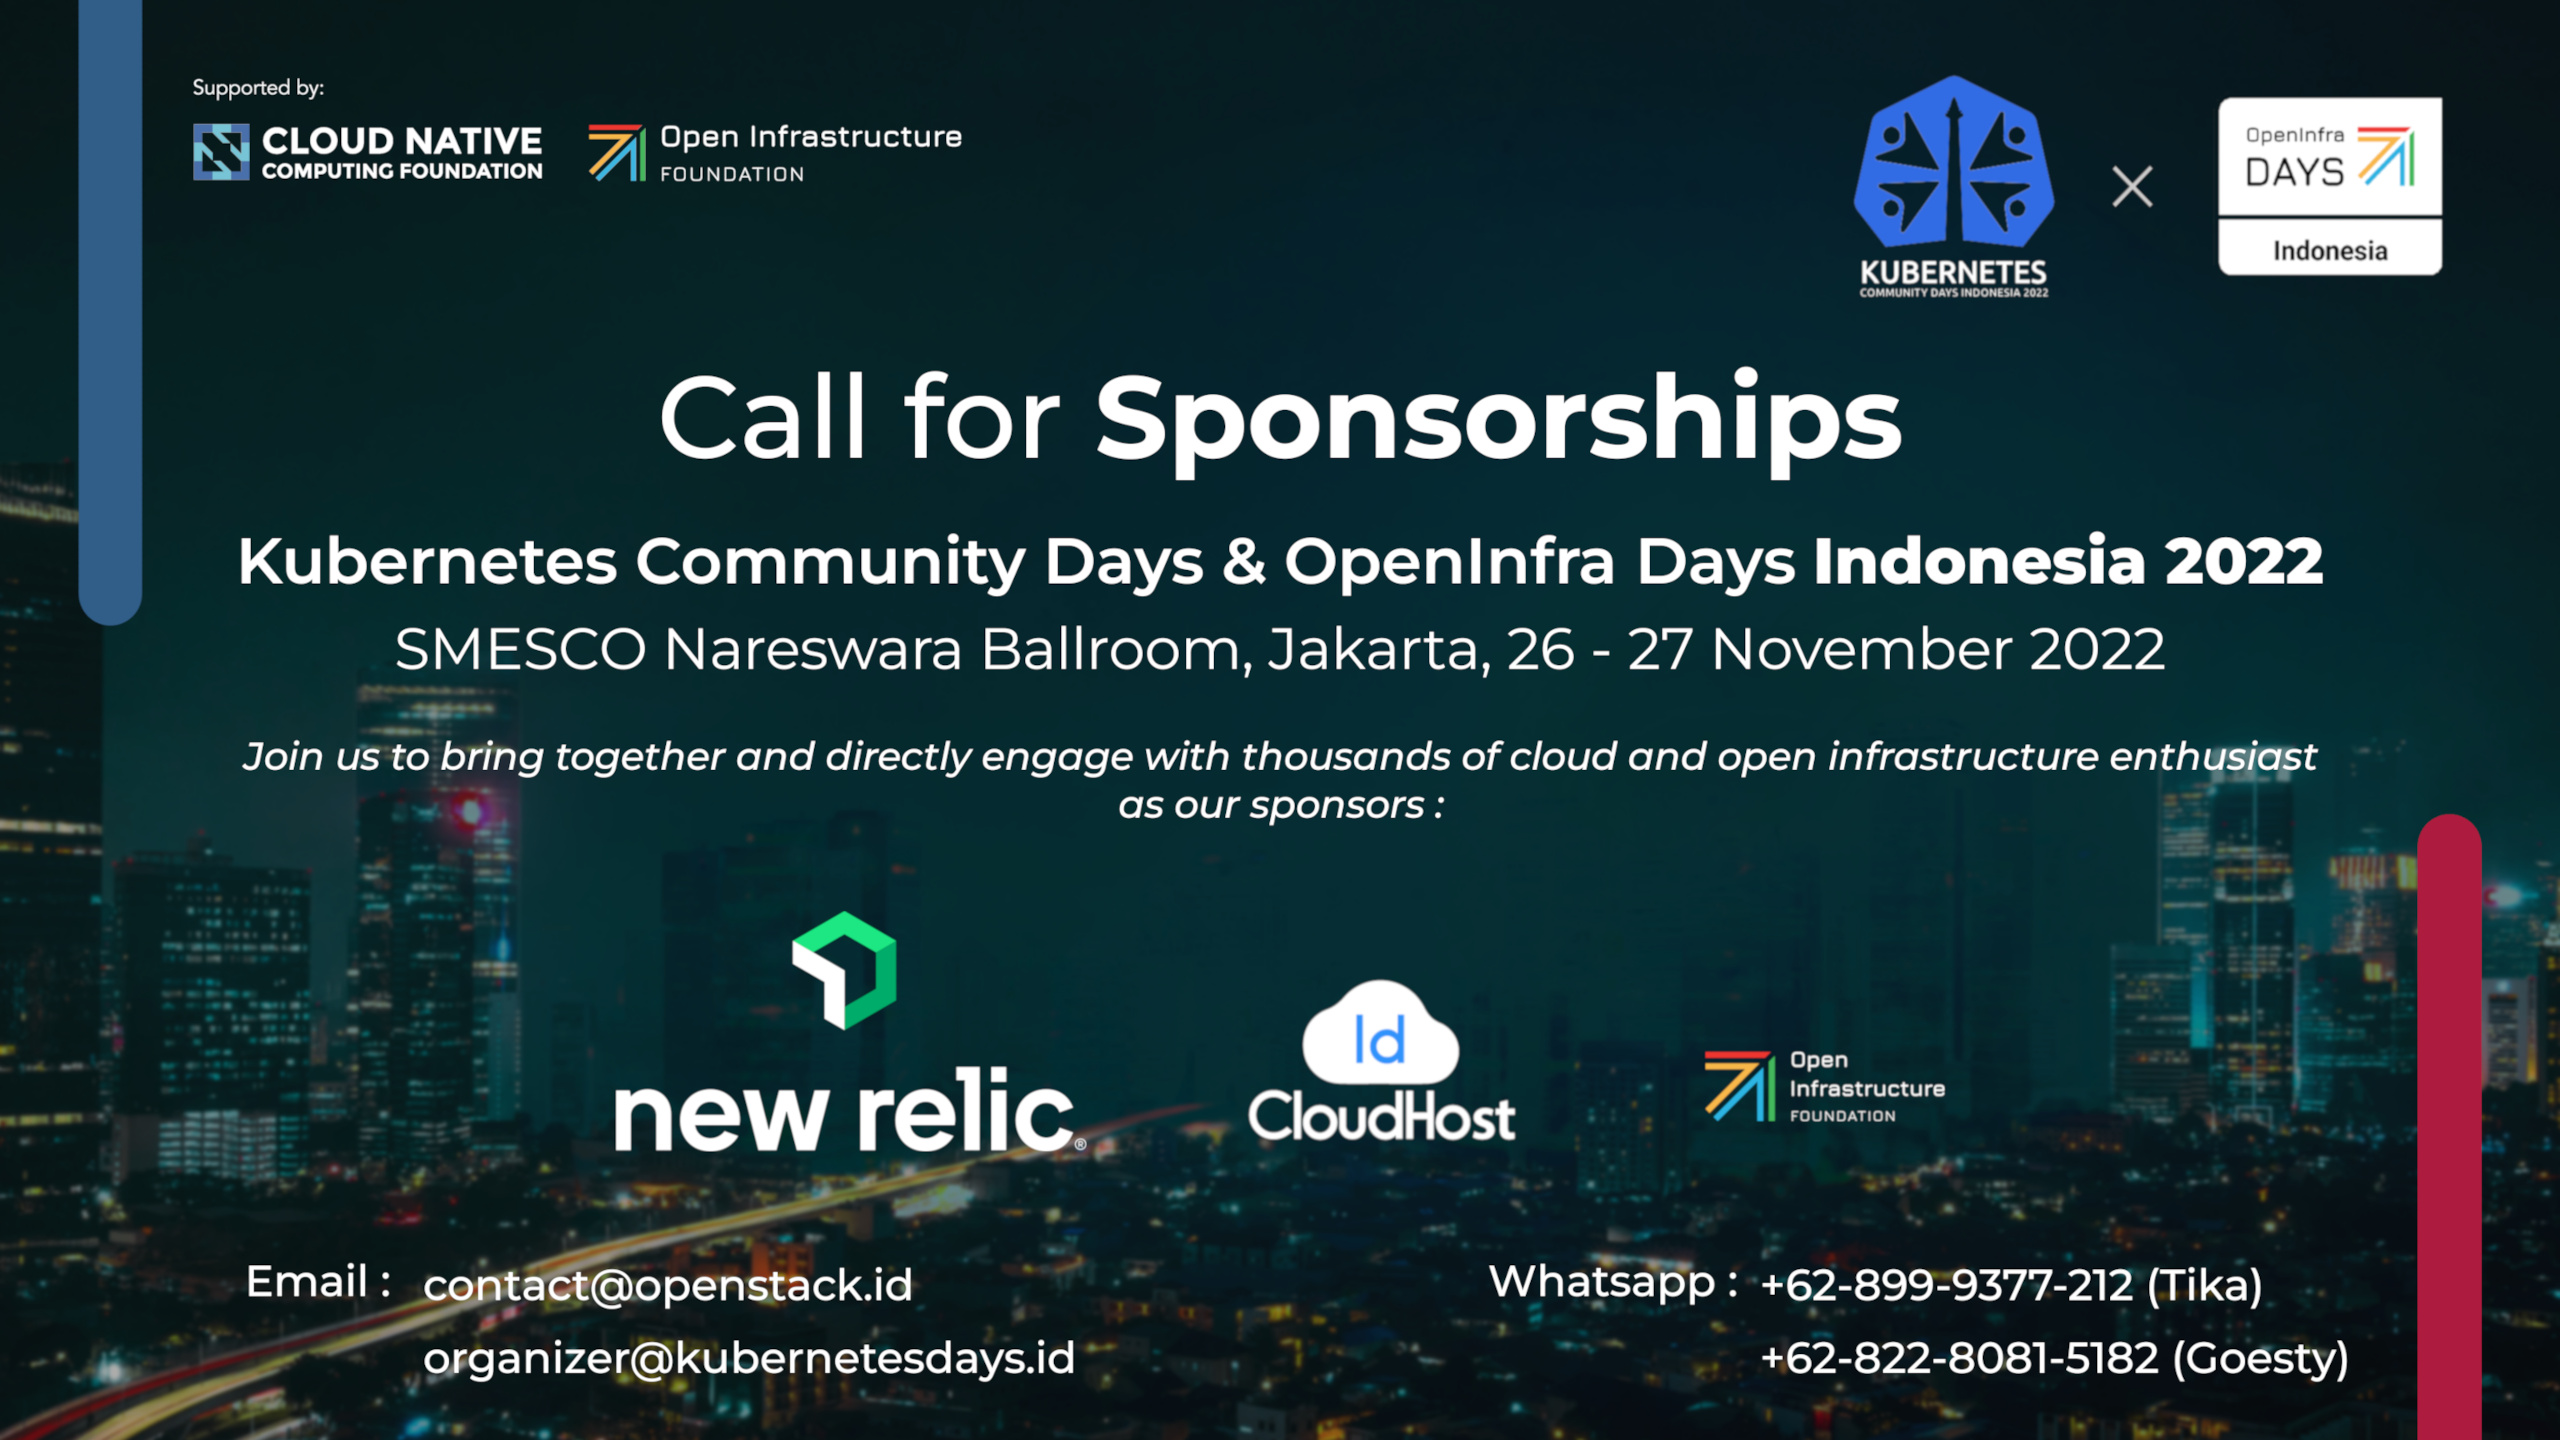 Supported by:
CLOUD NATIVE
COMPUTING FOUNDATION
Open Infrastructure
FOUNDATION
KUBERNETES
COMMUNITY DAYS INDONESIA 2022
OpenInfra
DAYS
Indonesia
Call for Sponsorships
Kubernetes Community Days & OpenInfra Days Indonesia 2022
SMESCO Nareswara Ballroom, Jakarta, 26 - 27 November 2022
Join us to bring together and directly engage with thousands of cloud and open infrastructure enthusiast
as our sponsors :
new relic®
Id
CloudHost
Open
Infrastructure
FOUNDATION
Email : contact@openstack.id
organizer@kubernetesdays.id
Whatsapp : +62-899-9377-212 (Tika)
+62-822-8081-5182 (Goesty)